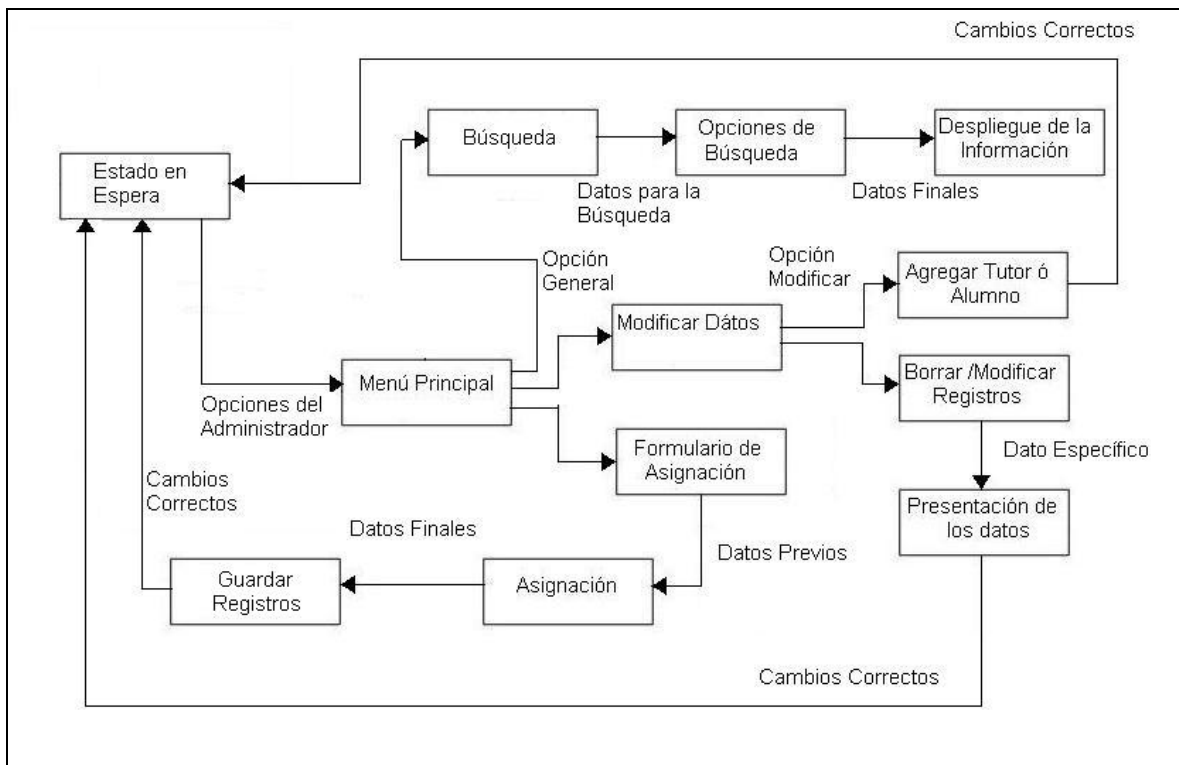 Cambios Correctos
Búsqueda
Opciones de
Búsqueda
Despliegue de la
Información
Estado en
Espera
Datos para la
Búsqueda
Datos Finales
Opción
General
Opción
Modificar
Agregar Tutor ó
Alumno
Modificar Dátos
Menú Principal
Borrar /Modificar
Registros
Opciones del
Administrador
Formulario de
Asignación
Dato Específico
Cambios
Correctos
Presentación de
los datos
Datos Finales
Datos Previos
Guardar
Registros
Asignación
Cambios Correctos